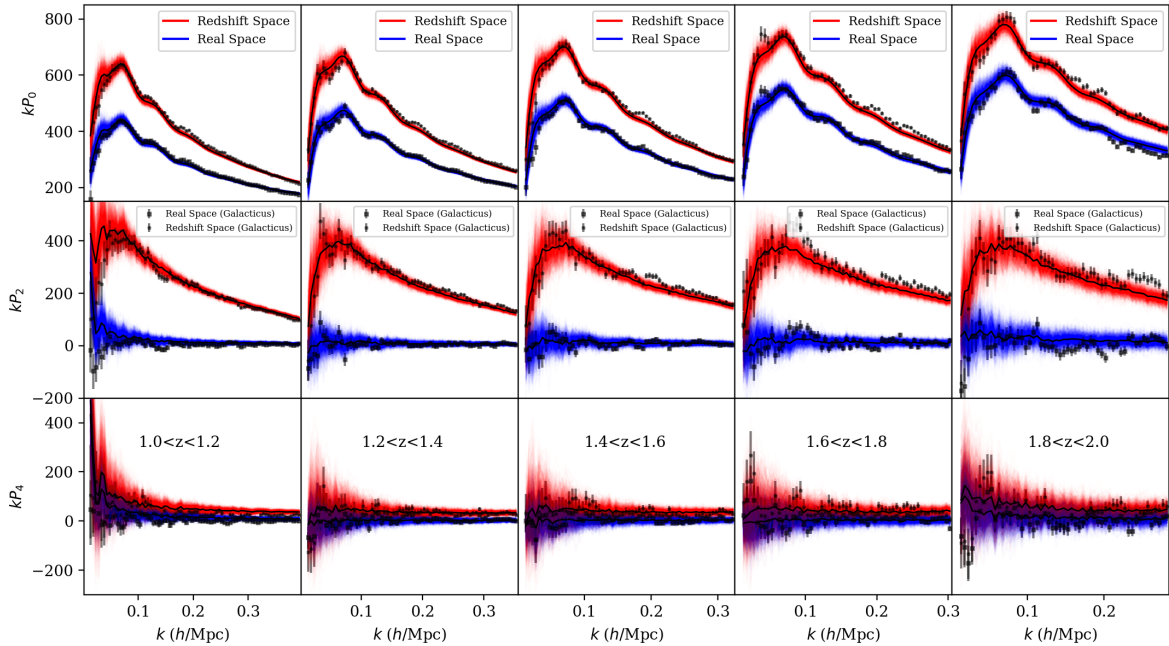 Redshift Space
Real Space
Redshift Space
Real Space
Redshift Space
Real Space
Redshift Space
Real Space
Redshift Space
Real Space
800
600
400
200
kP₀
Real Space (Galacticus)
Redshift Space (Galacticus)
Real Space (Galacticus)
Redshift Space (Galacticus)
Real Space (Galacticus)
Redshift Space (Galacticus)
Real Space (Galacticus)
Redshift Space (Galacticus)
Real Space (Galacticus)
Redshift Space (Galacticus)
400
200
0
−200
kP₂
1.0<z<1.2
1.2<z<1.4
1.4<z<1.6
1.6<z<1.8
1.8<z<2.0
400
200
0
−200
kP₄
0.1 0.2 0.3
0.1 0.2 0.3
0.1 0.2 0.3
0.1 0.2 0.3
0.1 0.2
k (h/Mpc)
k (h/Mpc)
k (h/Mpc)
k (h/Mpc)
k (h/Mpc)